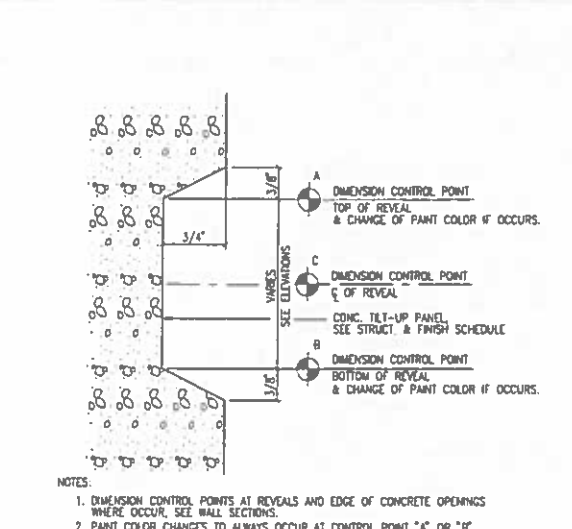 A
3/8"
DIMENSION CONTROL POINT
TOP OF REVEAL
& CHANGE OF PAINT COLOR IF OCCURS.
3/4"
C
VARIES
SEE ELEVATIONS
DIMENSION CONTROL POINT
℄ OF REVEAL
CONC. TILT-UP PANEL,
SEE STRUCT. & FINISH SCHEDULE
B
DIMENSION CONTROL POINT
BOTTOM OF REVEAL
& CHANGE OF PAINT COLOR IF OCCURS.
3/8"
NOTES:
1. DIMENSION CONTROL POINTS AT REVEALS AND EDGE OF CONCRETE OPENINGS
WHERE OCCUR, SEE WALL SECTIONS.
2. PAINT COLOR CHANGES TO ALWAYS OCCUR AT CONTROL POINT "A" OR "B"